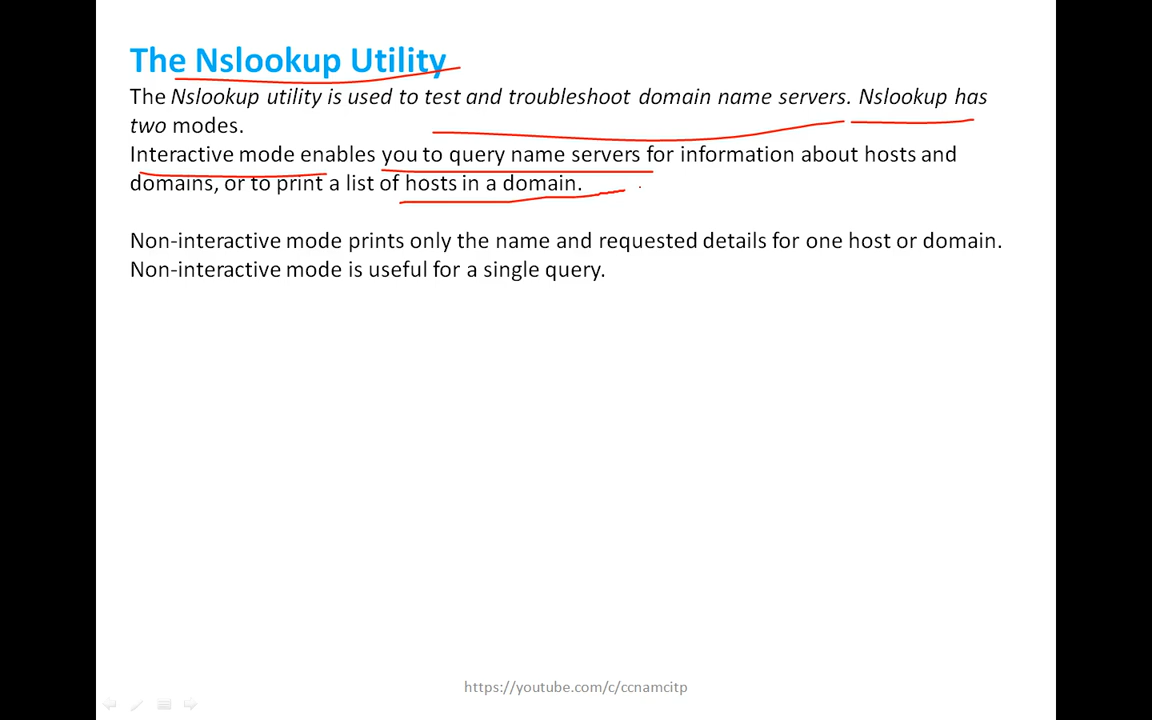 The Nslookup Utility
The Nslookup utility is used to test and troubleshoot domain name servers. Nslookup has
two modes.
Interactive mode enables you to query name servers for information about hosts and
domains, or to print a list of hosts in a domain.
Non-interactive mode prints only the name and requested details for one host or domain.
Non-interactive mode is useful for a single query.
https://youtube.com/c/ccnamcitp